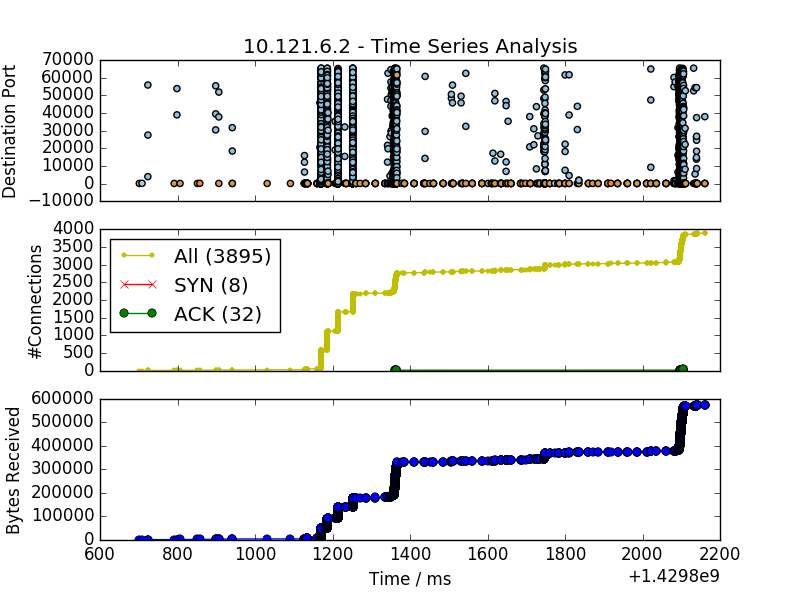 10.121.6.2 - Time Series Analysis
Destination Port
70000
60000
50000
40000
30000
20000
10000
0
−10000
#Connections
4000
3500
3000
2500
2000
1500
1000
500
0
All (3895)
SYN (8)
ACK (32)
Bytes Received
600000
500000
400000
300000
200000
100000
0
600 800 1000 1200 1400 1600 1800 2000 2200
Time / ms
+1.4298e9